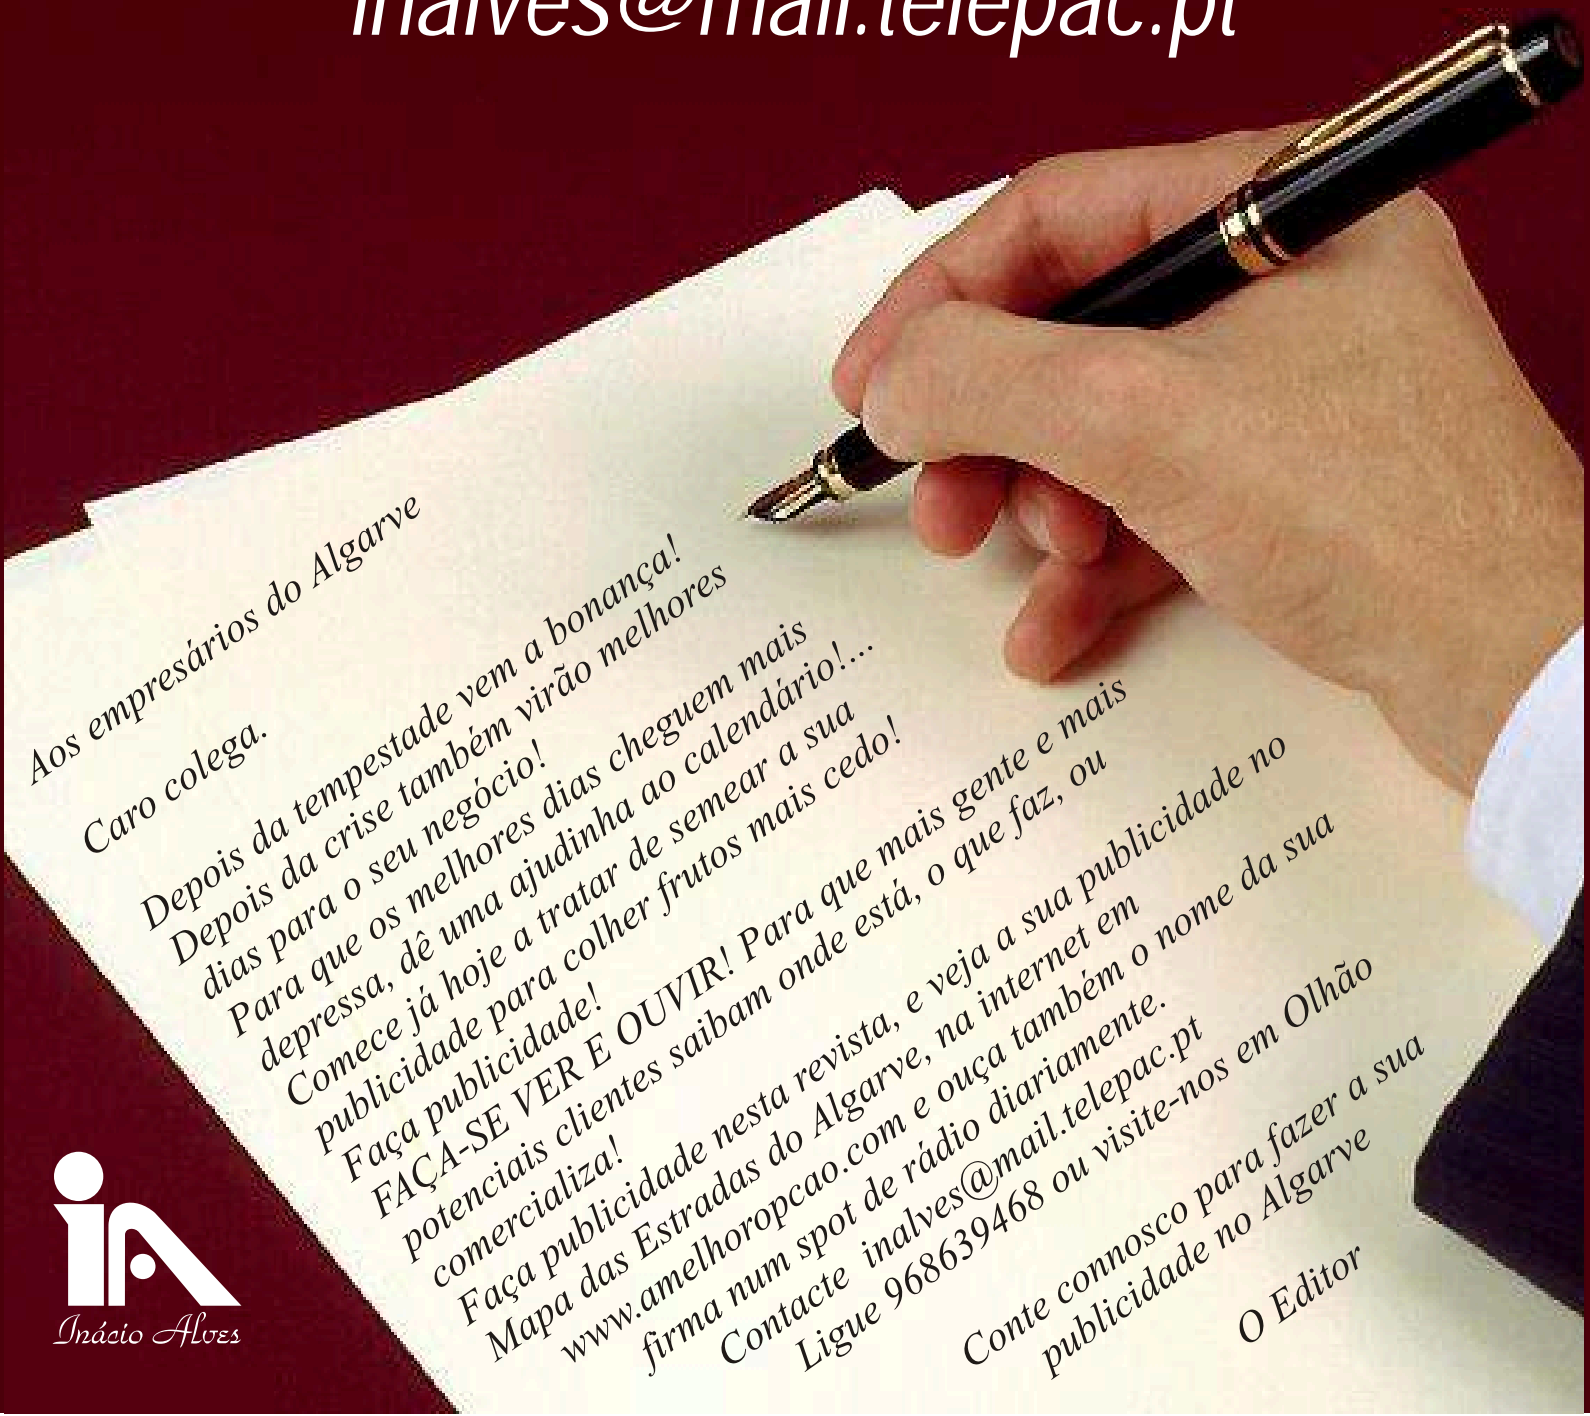 inalves@mail.telepac.pt
Aos empresários do Algarve
Caro colega.
Depois da tempestade vem a bonança!
Depois da crise também virão melhores
dias para o seu negócio!
Para que os melhores dias cheguem mais
depressa, dê uma ajudinha ao calendário!...
Comece já hoje a tratar de semear a sua
publicidade para colher frutos mais cedo!
Faça publicidade!
FAÇA-SE VER E OUVIR! Para que mais gente e mais
potenciais clientes saibam onde está, o que faz, ou
comercializa!
Faça publicidade nesta revista, e veja a sua publicidade no
Mapa das Estradas do Algarve, na internet em
www.amelhoropcao.com e ouça também o nome da sua
firma num spot de rádio diariamente.
Contacte inalves@mail.telepac.pt
Ligue 968639468 ou visite-nos em Olhão
Conte connosco para fazer a sua
publicidade no Algarve
O Editor
iA
Inácio Alves